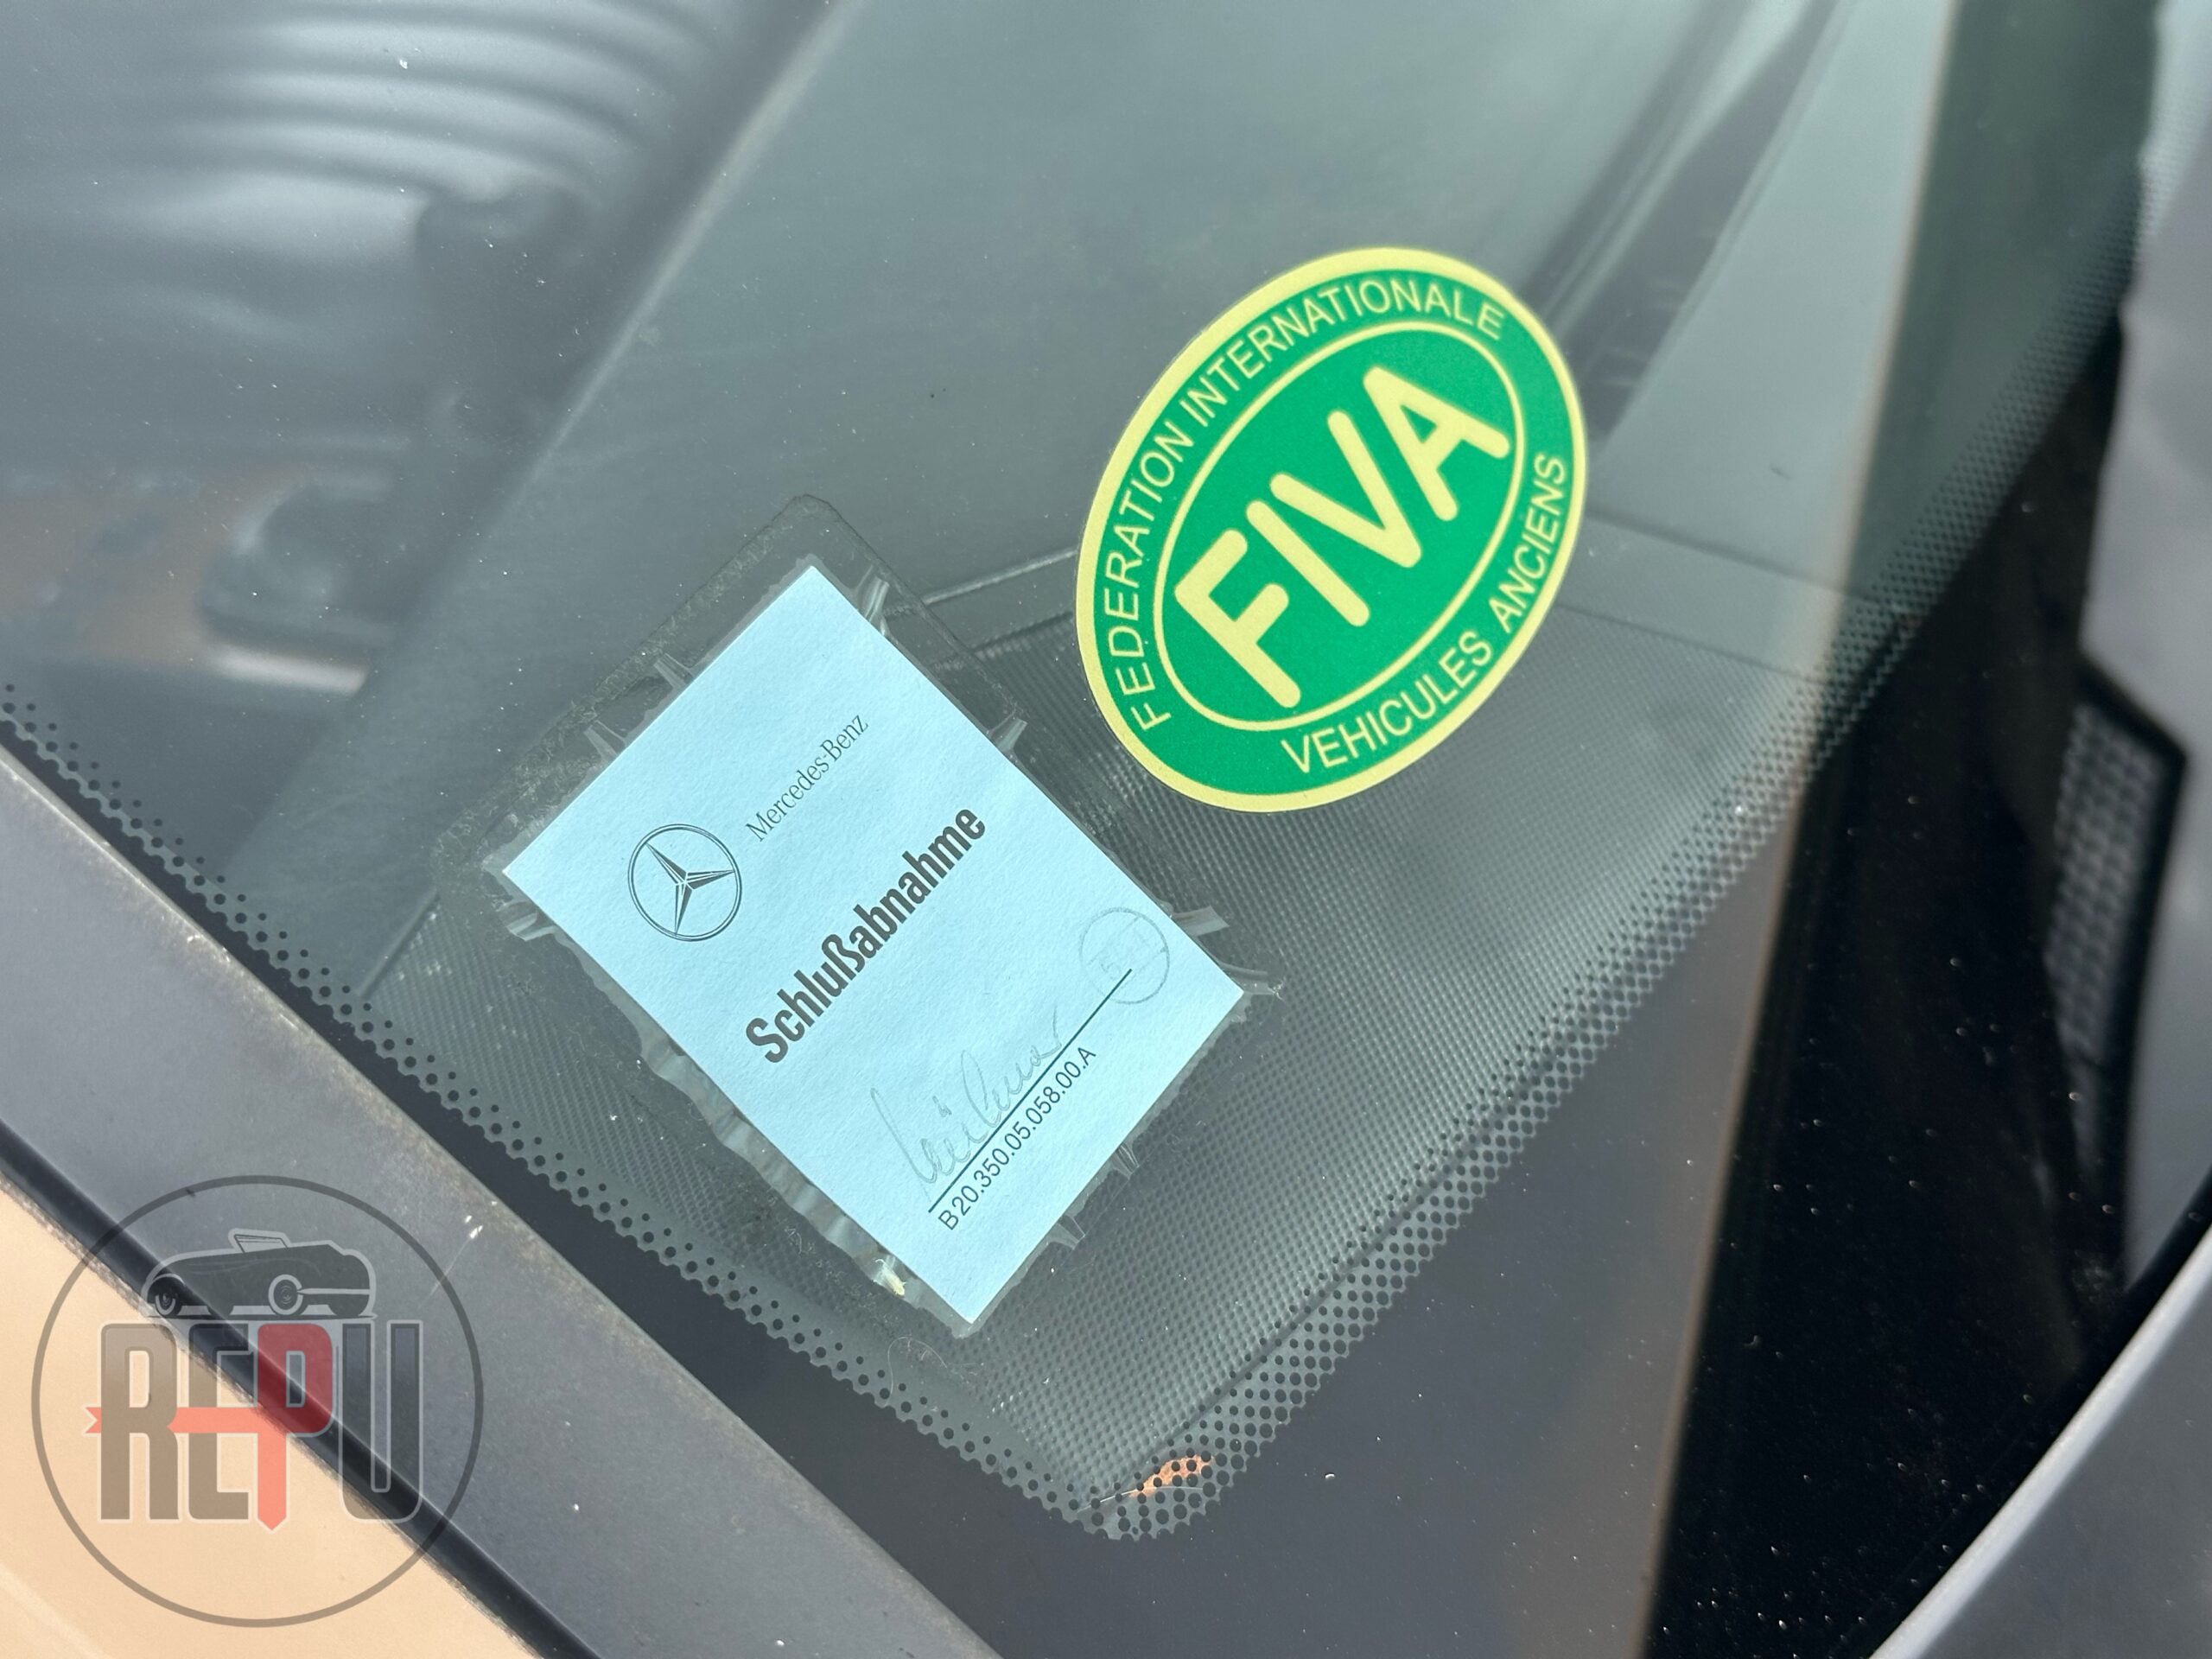 FEDERATION INTERNATIONALE
FIVA
VEHICULES ANCIENS
Mercedes-Benz
Schlußabnahme
B20.350.05.058.00.A
REPU